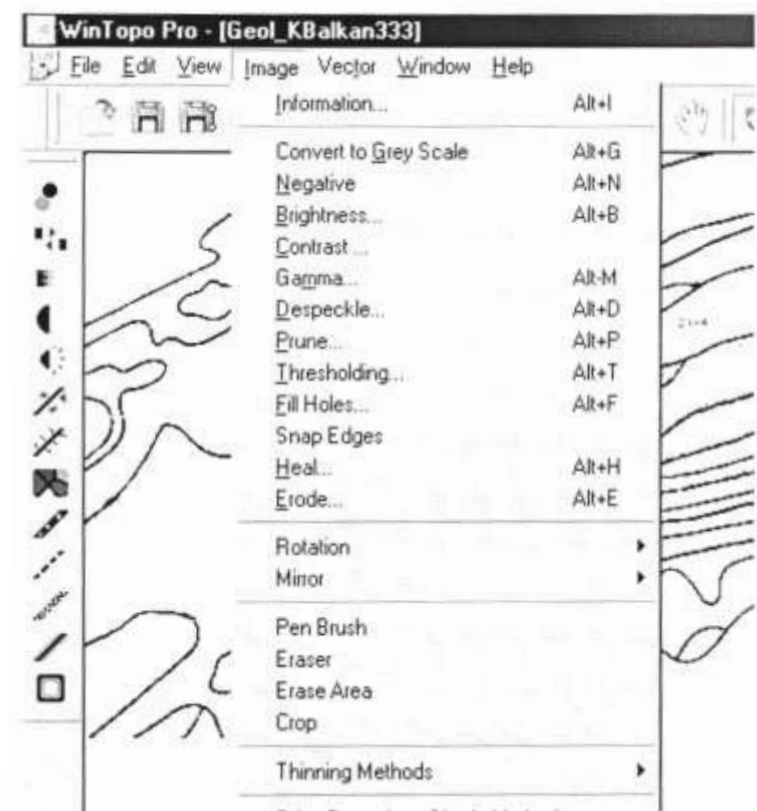 WinTopo Pro - [Geol_KBalkan333]
File Edit View Image Vector Window Help
Information... Alt+I
Convert to Grey Scale Alt+G
Negative Alt+N
Brightness... Alt+B
Contrast ...
Gamma... Alt-M
Despeckle... Alt+D
Prune... Alt+P
Thresholding... Alt+T
Fill Holes... Alt+F
Snap Edges
Heal... Alt+H
Erode... Alt+E
Rotation
Mirror
Pen Brush
Eraser
Erase Area
Crop
Thinning Methods